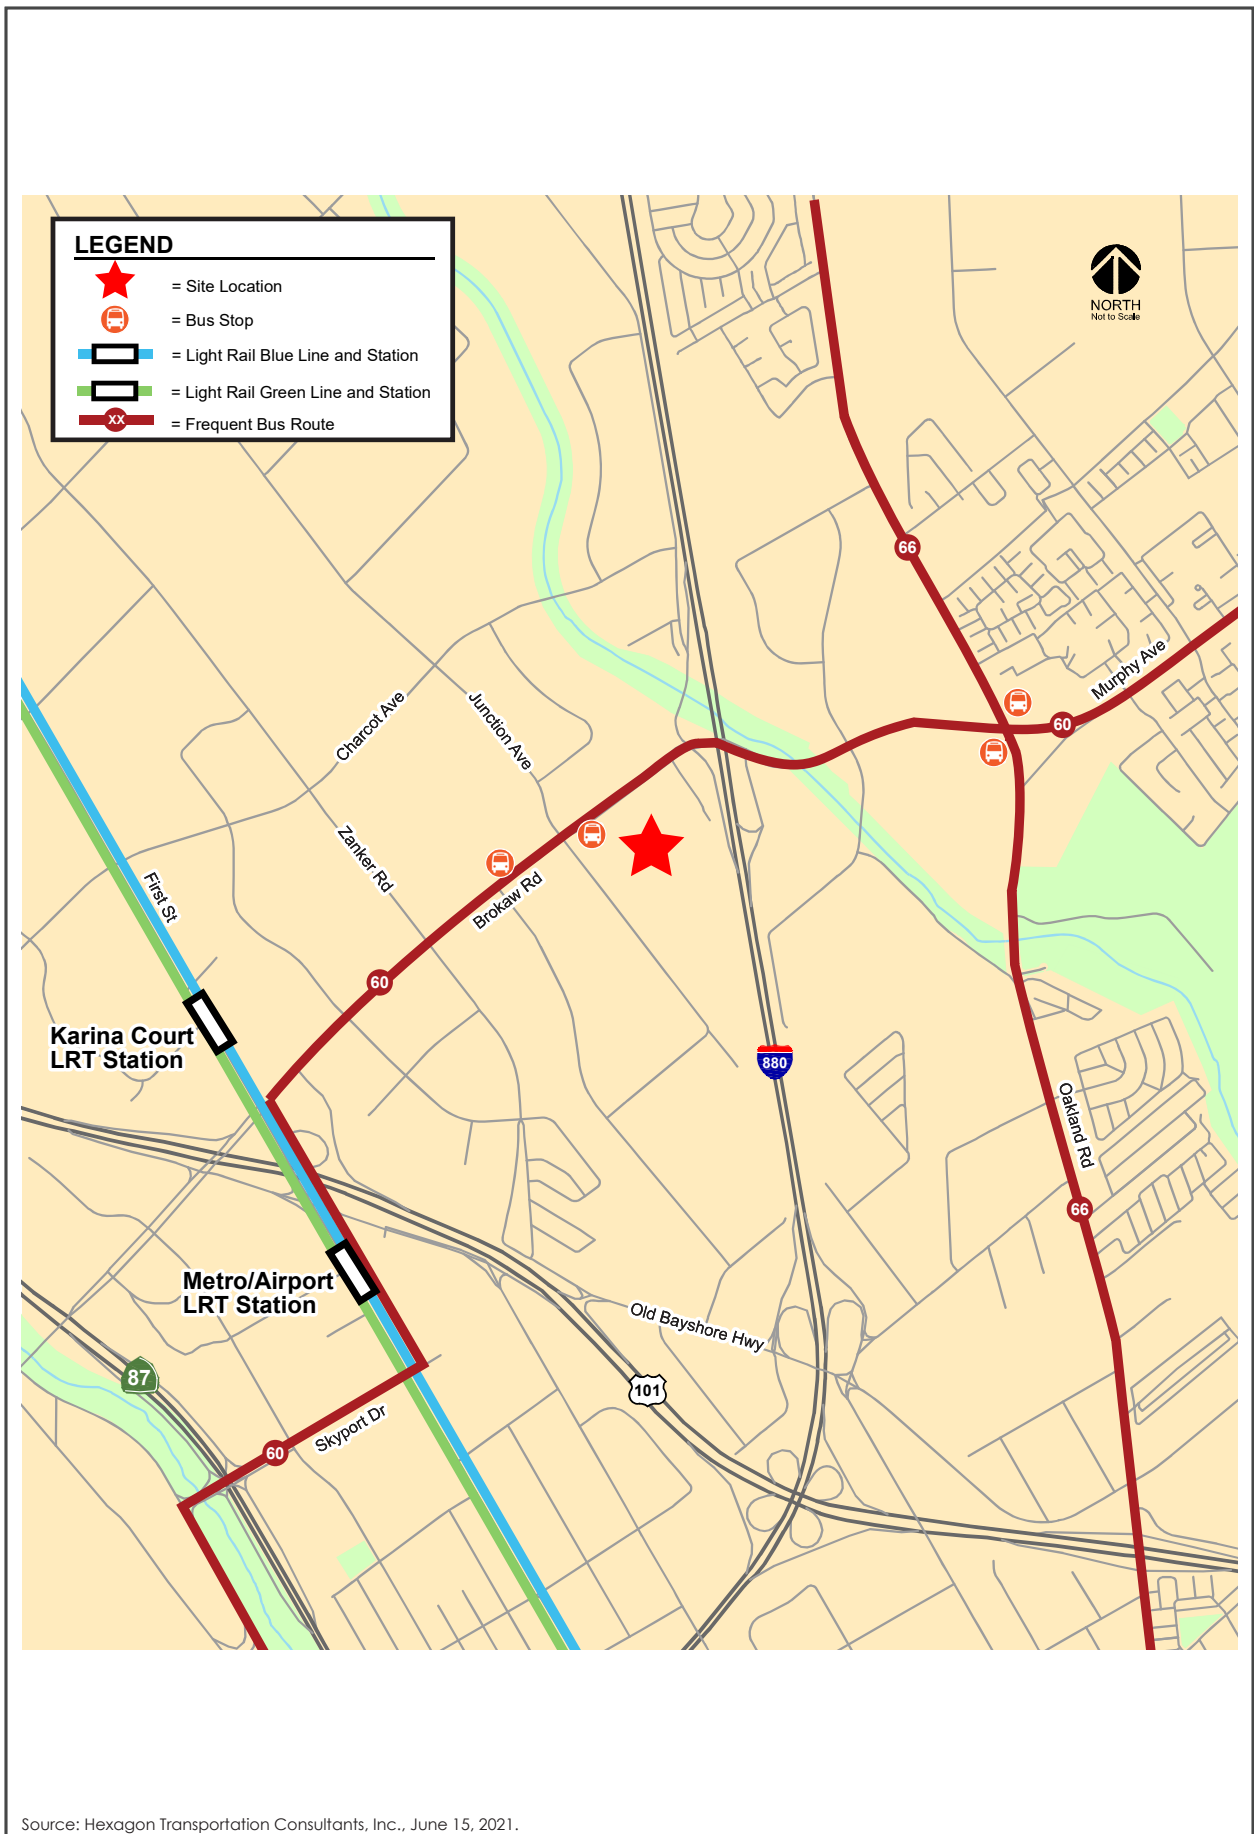 LEGEND
= Site Location
= Bus Stop
= Light Rail Blue Line and Station
= Light Rail Green Line and Station
XX
= Frequent Bus Route
NORTH
Not to Scale
66
Murphy Ave
60
Charcot Ave
Junction Ave
Zanker Rd
Brokaw Rd
First St
60
Karina Court
LRT Station
880
Oakland Rd
66
Metro/Airport
LRT Station
Old Bayshore Hwy
87
101
Skyport Dr
60
Source: Hexagon Transportation Consultants, Inc., June 15, 2021.